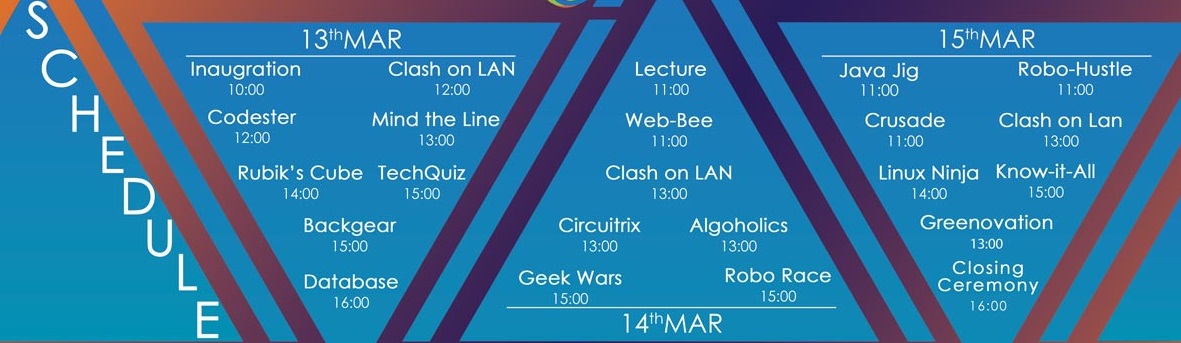 SCHEDULE
13thMAR
Inaugration Clash on LAN
10:00 12:00
Codester Mind the Line
12:00 13:00
Rubik's Cube TechQuiz
14:00 15:00
Backgear
15:00
Database
16:00
Lecture
11:00
Web-Bee
11:00
Clash on LAN
13:00
Circuitrix Algoholics
13:00 13:00
Geek Wars Robo Race
15:00 15:00
14thMAR
15thMAR
Java Jig Robo-Hustle
11:00 11:00
Crusade Clash on Lan
11:00 13:00
Linux Ninja Know-it-All
14:00 15:00
Greenovation
13:00
Closing
Ceremony
16:00